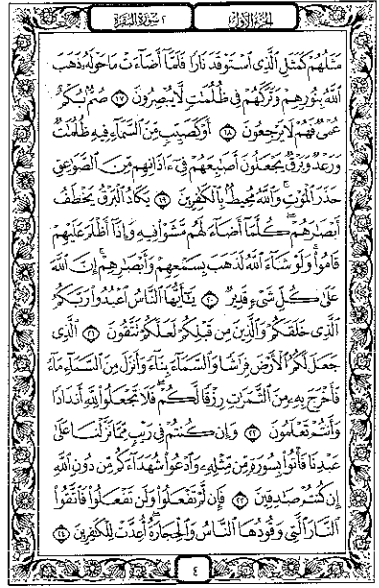 الجزء الأول
٢ سورة البقرة
مَثَلُهُمْ كَمَثَلِ ٱلَّذِى ٱسْتَوْقَدَ نَارًا فَلَمَّآ أَضَآءَتْ مَا حَوْلَهُۥ ذَهَبَ
ٱللَّهُ بِنُورِهِمْ وَتَرَكَهُمْ فِى ظُلُمَٰتٍ لَّا يُبْصِرُونَ ١٧ صُمٌّۢ بُكْمٌ
عُمْىٌ فَهُمْ لَا يَرْجِعُونَ ١٨ أَوْ كَصَيِّبٍ مِّنَ ٱلسَّمَآءِ فِيهِ ظُلُمَٰتٌ
وَرَعْدٌ وَبَرْقٌ يَجْعَلُونَ أَصَٰبِعَهُمْ فِىٓ ءَاذَانِهِم مِّنَ ٱلصَّوَٰعِقِ
حَذَرَ ٱلْمَوْتِ ۚ وَٱللَّهُ مُحِيطٌۢ بِٱلْكَٰفِرِينَ ١٩ يَكَادُ ٱلْبَرْقُ يَخْطَفُ
أَبْصَٰرَهُمْ ۖ كُلَّمَآ أَضَآءَ لَهُم مَّشَوْا۟ فِيهِ وَإِذَآ أَظْلَمَ عَلَيْهِمْ
قَامُوا۟ ۚ وَلَوْ شَآءَ ٱللَّهُ لَذَهَبَ بِسَمْعِهِمْ وَأَبْصَٰرِهِمْ ۚ إِنَّ ٱللَّهَ
عَلَىٰ كُلِّ شَىْءٍ قَدِيرٌ ٢٠ يَٰٓأَيُّهَا ٱلنَّاسُ ٱعْبُدُوا۟ رَبَّكُمُ
ٱلَّذِى خَلَقَكُمْ وَٱلَّذِينَ مِن قَبْلِكُمْ لَعَلَّكُمْ تَتَّقُونَ ٢١ ٱلَّذِى
جَعَلَ لَكُمُ ٱلْأَرْضَ فِرَٰشًا وَٱلسَّمَآءَ بِنَآءً وَأَنزَلَ مِنَ ٱلسَّمَآءِ مَآءً
فَأَخْرَجَ بِهِۦ مِنَ ٱلثَّمَرَٰتِ رِزْقًا لَّكُمْ ۖ فَلَا تَجْعَلُوا۟ لِلَّهِ أَندَادًا
وَأَنتُمْ تَعْلَمُونَ ٢٢ وَإِن كُنتُمْ فِى رَيْبٍ مِّمَّا نَزَّلْنَا عَلَىٰ
عَبْدِنَا فَأْتُوا۟ بِسُورَةٍ مِّن مِّثْلِهِۦ وَٱدْعُوا۟ شُهَدَآءَكُم مِّن دُونِ ٱللَّهِ
إِن كُنتُمْ صَٰدِقِينَ ٢٣ فَإِن لَّمْ تَفْعَلُوا۟ وَلَن تَفْعَلُوا۟ فَٱتَّقُوا۟
ٱلنَّارَ ٱلَّتِى وَقُودُهَا ٱلنَّاسُ وَٱلْحِجَارَةُ ۖ أُعِدَّتْ لِلْكَٰفِرِينَ ٢٤
٤